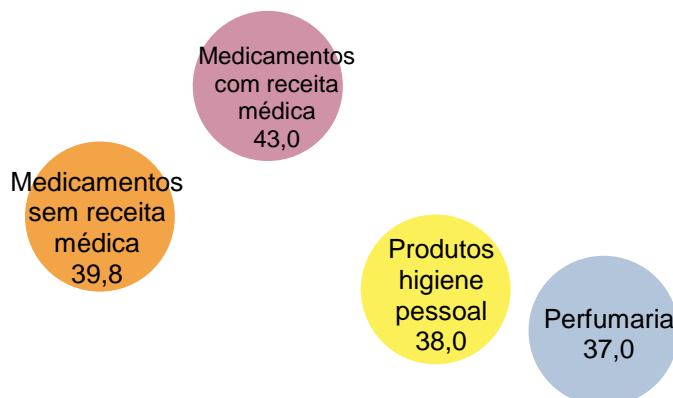 Medicamentos
com receita
médica
43,0
Medicamentos
sem receita
médica
39,8
Produtos
higiene
pessoal
38,0
Perfumaria
37,0